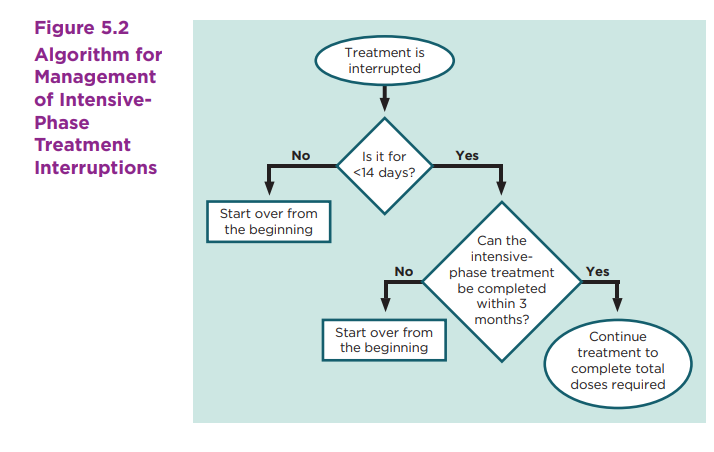 Figure 5.2
Algorithm for
Management
of Intensive-
Phase
Treatment
Interruptions
Treatment is
interrupted
No
Is it for
<14 days?
Yes
Start over from
the beginning
Can the
intensive-
phase treatment
be completed
within 3
months?
No
Yes
Start over from
the beginning
Continue
treatment to
complete total
doses required